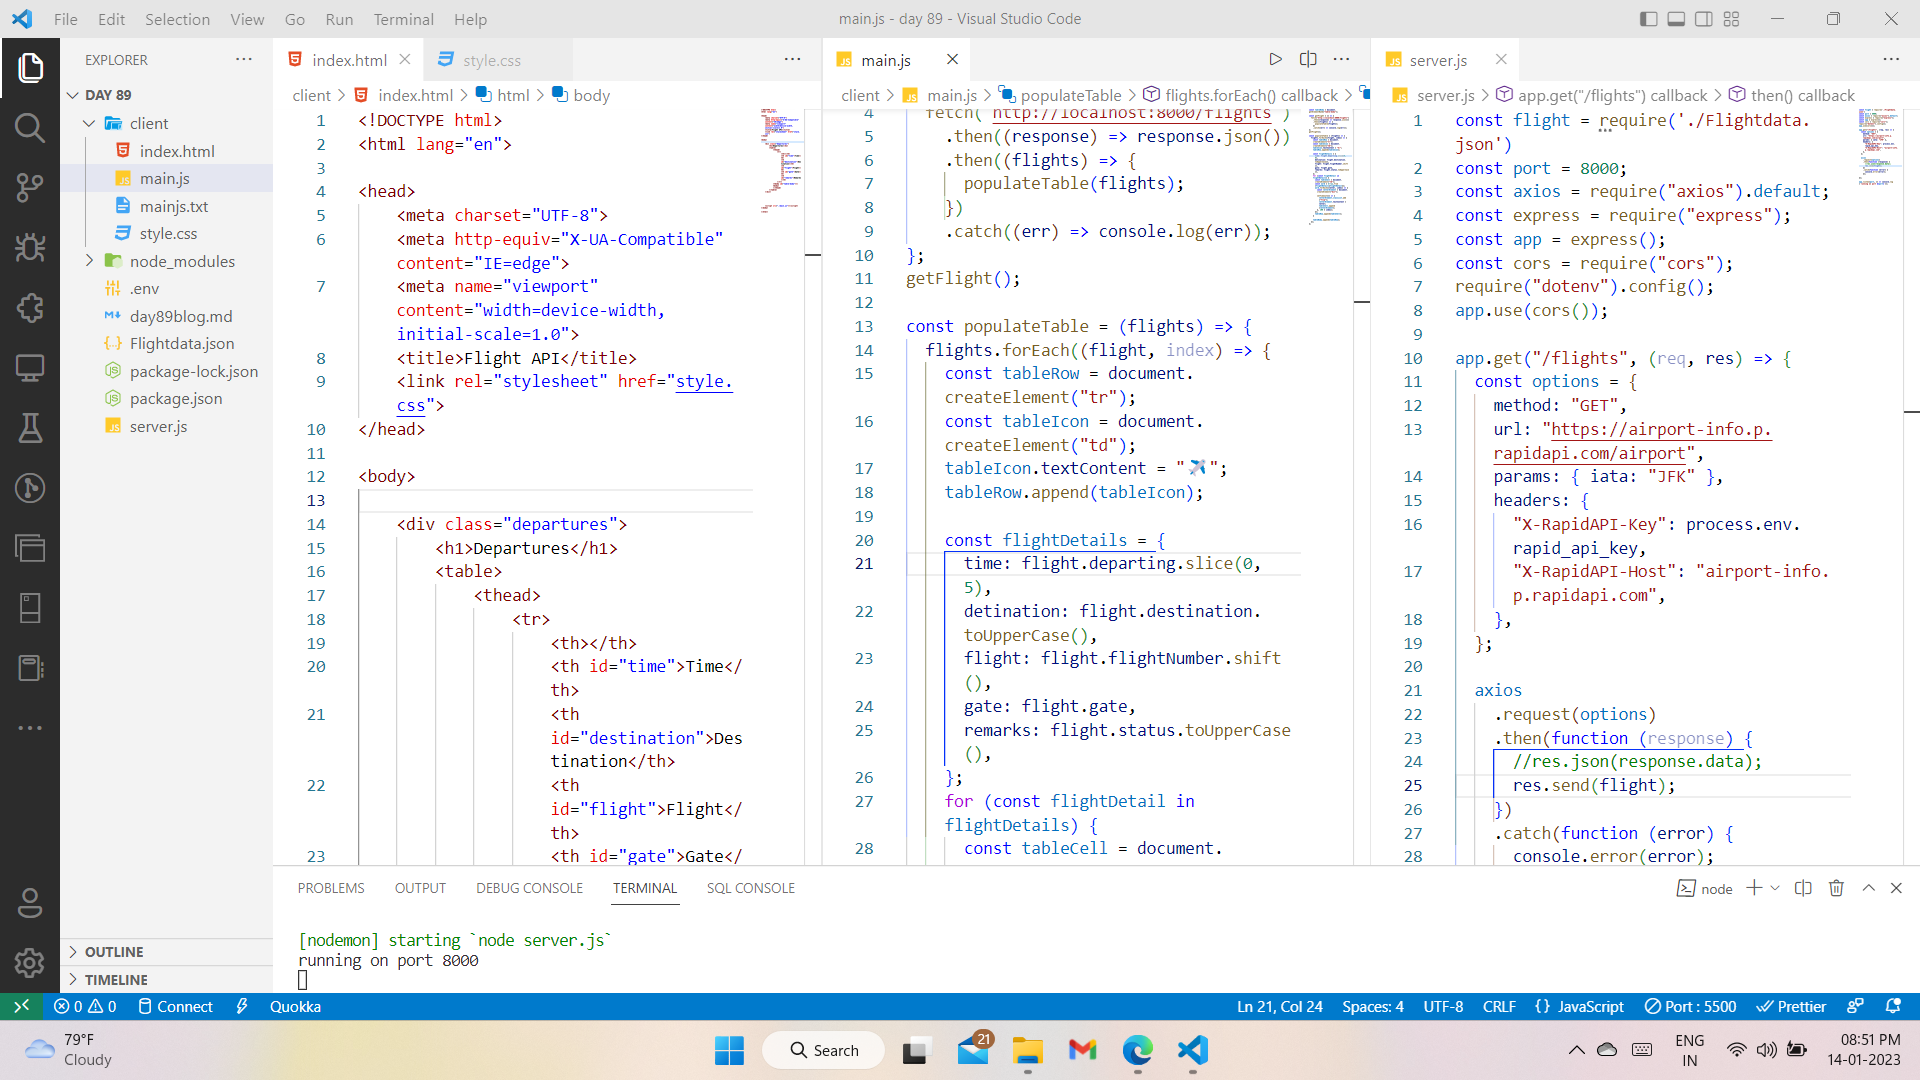 File Edit Selection View Go Run Terminal Help
main.js - day 89 - Visual Studio Code
EXPLORER
DAY 89
client
index.html
main.js
mainjs.txt
style.css
node_modules
.env
day89blog.md
Flightdata.json
package-lock.json
package.json
server.js
OUTLINE
TIMELINE
index.html
style.css
client > index.html > html > body
1 <!DOCTYPE html>
2 <html lang="en">
3
4 <head>
5 <meta charset="UTF-8">
6 <meta http-equiv="X-UA-Compatible"
content="IE=edge">
7 <meta name="viewport"
content="width=device-width,
initial-scale=1.0">
8 <title>Flight API</title>
9 <link rel="stylesheet" href="style.
css">
10 </head>
11
12 <body>
13
14 <div class="departures">
15 <h1>Departures</h1>
16 <table>
17 <thead>
18 <tr>
19 <th></th>
20 <th id="time">Time</
th>
21 <th
id="destination">Des
tination</th>
22 <th
id="flight">Flight</
th>
23 <th id="gate">Gate</
main.js
client > main.js > populateTable > flights.forEach() callback >
4 fetch("http://localhost:8000/flights")
5 .then((response) => response.json())
6 .then((flights) => {
7 populateTable(flights);
8 })
9 .catch((err) => console.log(err));
10 };
11 getFlight();
12
13 const populateTable = (flights) => {
14 flights.forEach((flight, index) => {
15 const tableRow = document.
createElement("tr");
16 const tableIcon = document.
createElement("td");
17 tableIcon.textContent = "✈️";
18 tableRow.append(tableIcon);
19
20 const flightDetails = {
21 time: flight.departing.slice(0,
5),
22 detination: flight.destination.
toUpperCase(),
23 flight: flight.flightNumber.shift
(),
24 gate: flight.gate,
25 remarks: flight.status.toUpperCase
(),
26 };
27 for (const flightDetail in
flightDetails) {
28 const tableCell = document.
server.js
server.js > app.get("/flights") callback > then() callback
1 const flight = require('./Flightdata.
json')
2 const port = 8000;
3 const axios = require("axios").default;
4 const express = require("express");
5 const app = express();
6 const cors = require("cors");
7 require("dotenv").config();
8 app.use(cors());
9
10 app.get("/flights", (req, res) => {
11 const options = {
12 method: "GET",
13 url: "https://airport-info.p.
rapidapi.com/airport",
14 params: { iata: "JFK" },
15 headers: {
16 "X-RapidAPI-Key": process.env.
rapid_api_key,
17 "X-RapidAPI-Host": "airport-info.
p.rapidapi.com",
18 },
19 };
20
21 axios
22 .request(options)
23 .then(function (response) {
24 //res.json(response.data);
25 res.send(flight);
26 })
27 .catch(function (error) {
28 console.error(error);
PROBLEMS OUTPUT DEBUG CONSOLE TERMINAL SQL CONSOLE
node
[nodemon] starting `node server.js`
running on port 8000
0 0 Connect Quokka
Ln 21, Col 24 Spaces: 4 UTF-8 CRLF {} JavaScript Port : 5500 Prettier
79°F
Cloudy
Search
21
ENG
IN
08:51 PM
14-01-2023